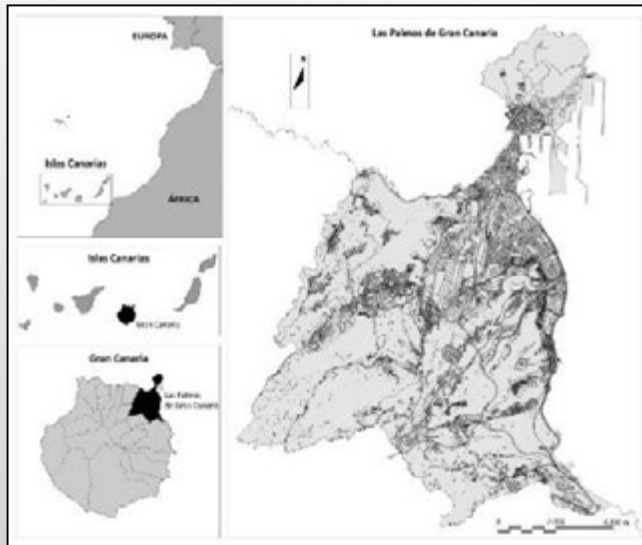 EUROPA
Islas Canarias
ÁFRICA
Islas Canarias
Gran Canaria
Gran Canaria
Las Palmas
de Gran Canaria
Las Palmas de Gran Canaria
N
0